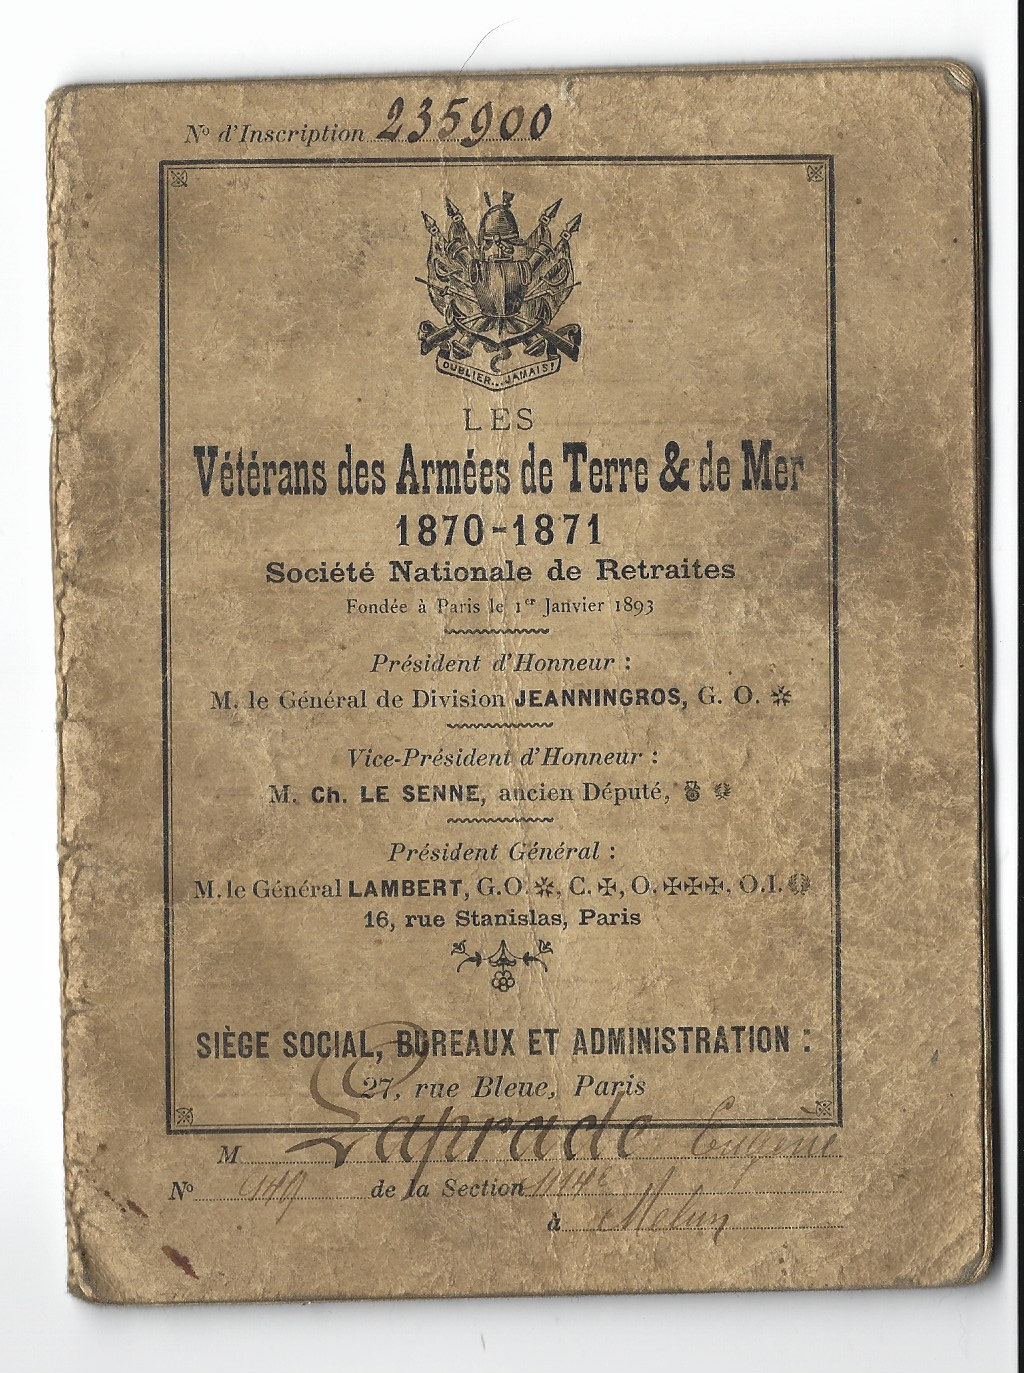 N° d'Inscription 235900
OUBLIER...JAMAIS!
LES
Vétérans des Armées de Terre & de Mer
1870-1871
Société Nationale de Retraites
Fondée à Paris le 1er Janvier 1893
Président d'Honneur :
M. le Général de Division JEANNINGROS, G. O.
Vice-Président d'Honneur :
M. Ch. LE SENNE, ancien Député,
Président Général :
M. le Général LAMBERT, G.O. ✲, C. ✠, O. ✠✠✠, O.I.
16, rue Stanislas, Paris
SIÈGE SOCIAL, BUREAUX ET ADMINISTRATION :
27, rue Bleue, Paris
M Laprade Eugène
N° de la Section
à Melun